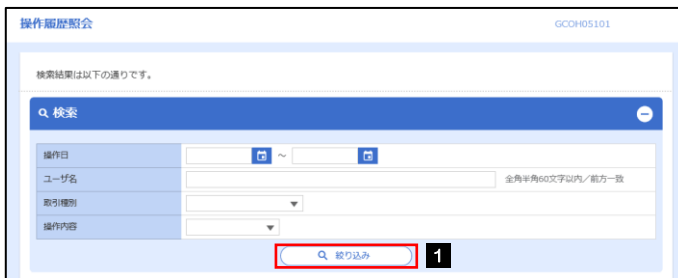 操作履歴照会 GCOH05101
検索結果は以下の通りです。
検索
操作日 ～
ユーザ名 全角半角60文字以内／前方一致
取引種別
操作内容
絞り込み 1